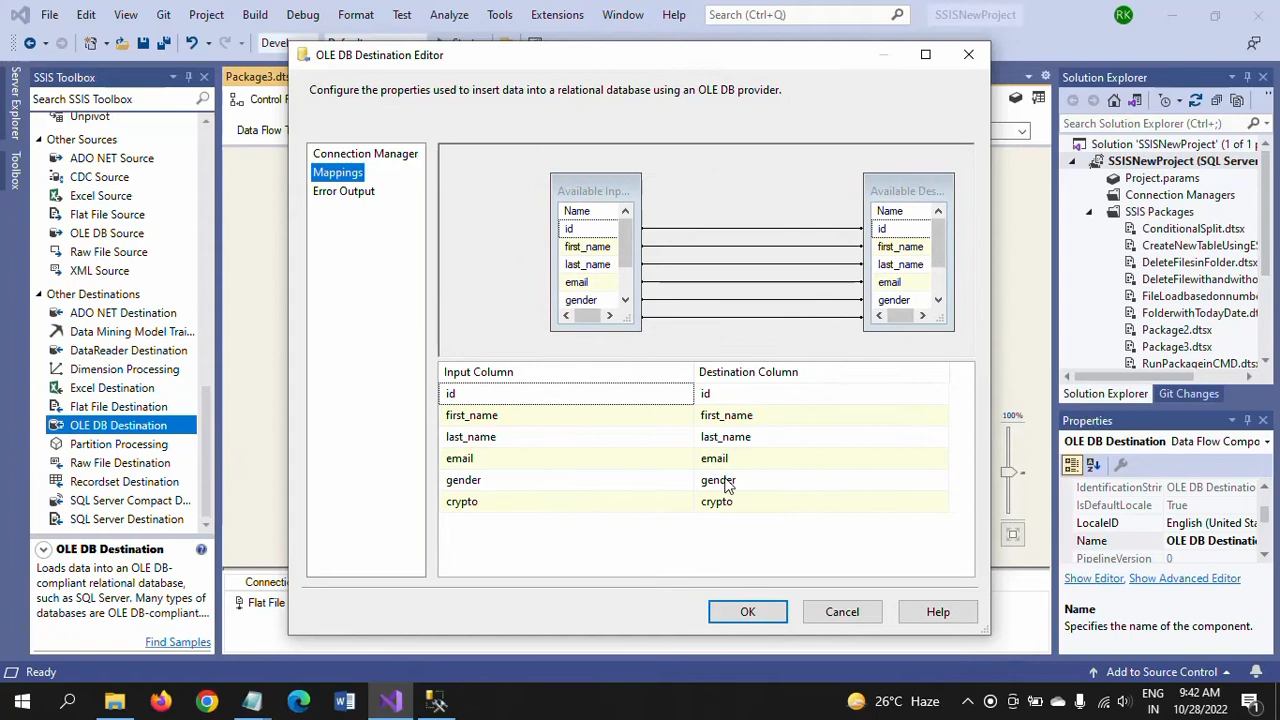 File
Edit
View
Git
Project
Build
Debug
Format
Test
Analyze
Tools
Extensions
Window
Help
Search (Ctrl+Q)
SSISNewProject
RK
OLE DB Destination Editor
Configure the properties used to insert data into a relational database using an OLE DB provider.
Server Explorer
Toolbox
SSIS Toolbox
Search SSIS Toolbox
Unpivot
Other Sources
ADO NET Source
CDC Source
Excel Source
Flat File Source
OLE DB Source
Raw File Source
XML Source
Other Destinations
ADO NET Destination
Data Mining Model Trai...
DataReader Destination
Dimension Processing
Excel Destination
Flat File Destination
OLE DB Destination
Partition Processing
Raw File Destination
Recordset Destination
SQL Server Compact D...
SQL Server Destination
OLE DB Destination
Loads data into an OLE DB-
compliant relational database,
such as SQL Server. Many types of
databases are OLE DB-compliant....
Find Samples
Package3.dts
Control F
Data Flow T
Connection Manager
Mappings
Error Output
Available Inp...
Name
id
first_name
last_name
email
gender
Available Des...
Name
id
first_name
last_name
email
gender
Input Column Destination Column
id id
first_name first_name
last_name last_name
email email
gender gender
crypto crypto
OK
Cancel
Help
Connectio
Flat File
100%
Solution Explorer
Search Solution Explorer (Ctrl+;)
Solution 'SSISNewProject' (1 of 1 p
SSISNewProject (SQL Server
Project.params
Connection Managers
SSIS Packages
ConditionalSplit.dtsx
CreateNewTableUsingE
DeleteFilesinFolder.dtsx
DeleteFilewithandwitho
FileLoadbasedonnumbe
FolderwithTodayDate.d
Package2.dtsx
Package3.dtsx
RunPackageinCMD.dtsx
Solution Explorer
Git Changes
Properties
OLE DB Destination Data Flow Compo
IdentificationStrin OLE DB Destinatio
IsDefaultLocale True
LocaleID English (United Sta
Name OLE DB Destinatio
PipelineVersion 0
Show Editor, Show Advanced Editor
Name
Specifies the name of the component.
Ready
Add to Source Control
26°C Haze
ENG
IN
9:42 AM
10/28/2022
1